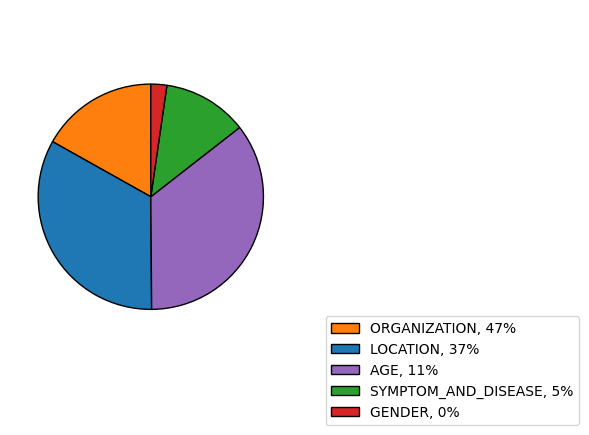 ORGANIZATION, 47%
LOCATION, 37%
AGE, 11%
SYMPTOM_AND_DISEASE, 5%
GENDER, 0%